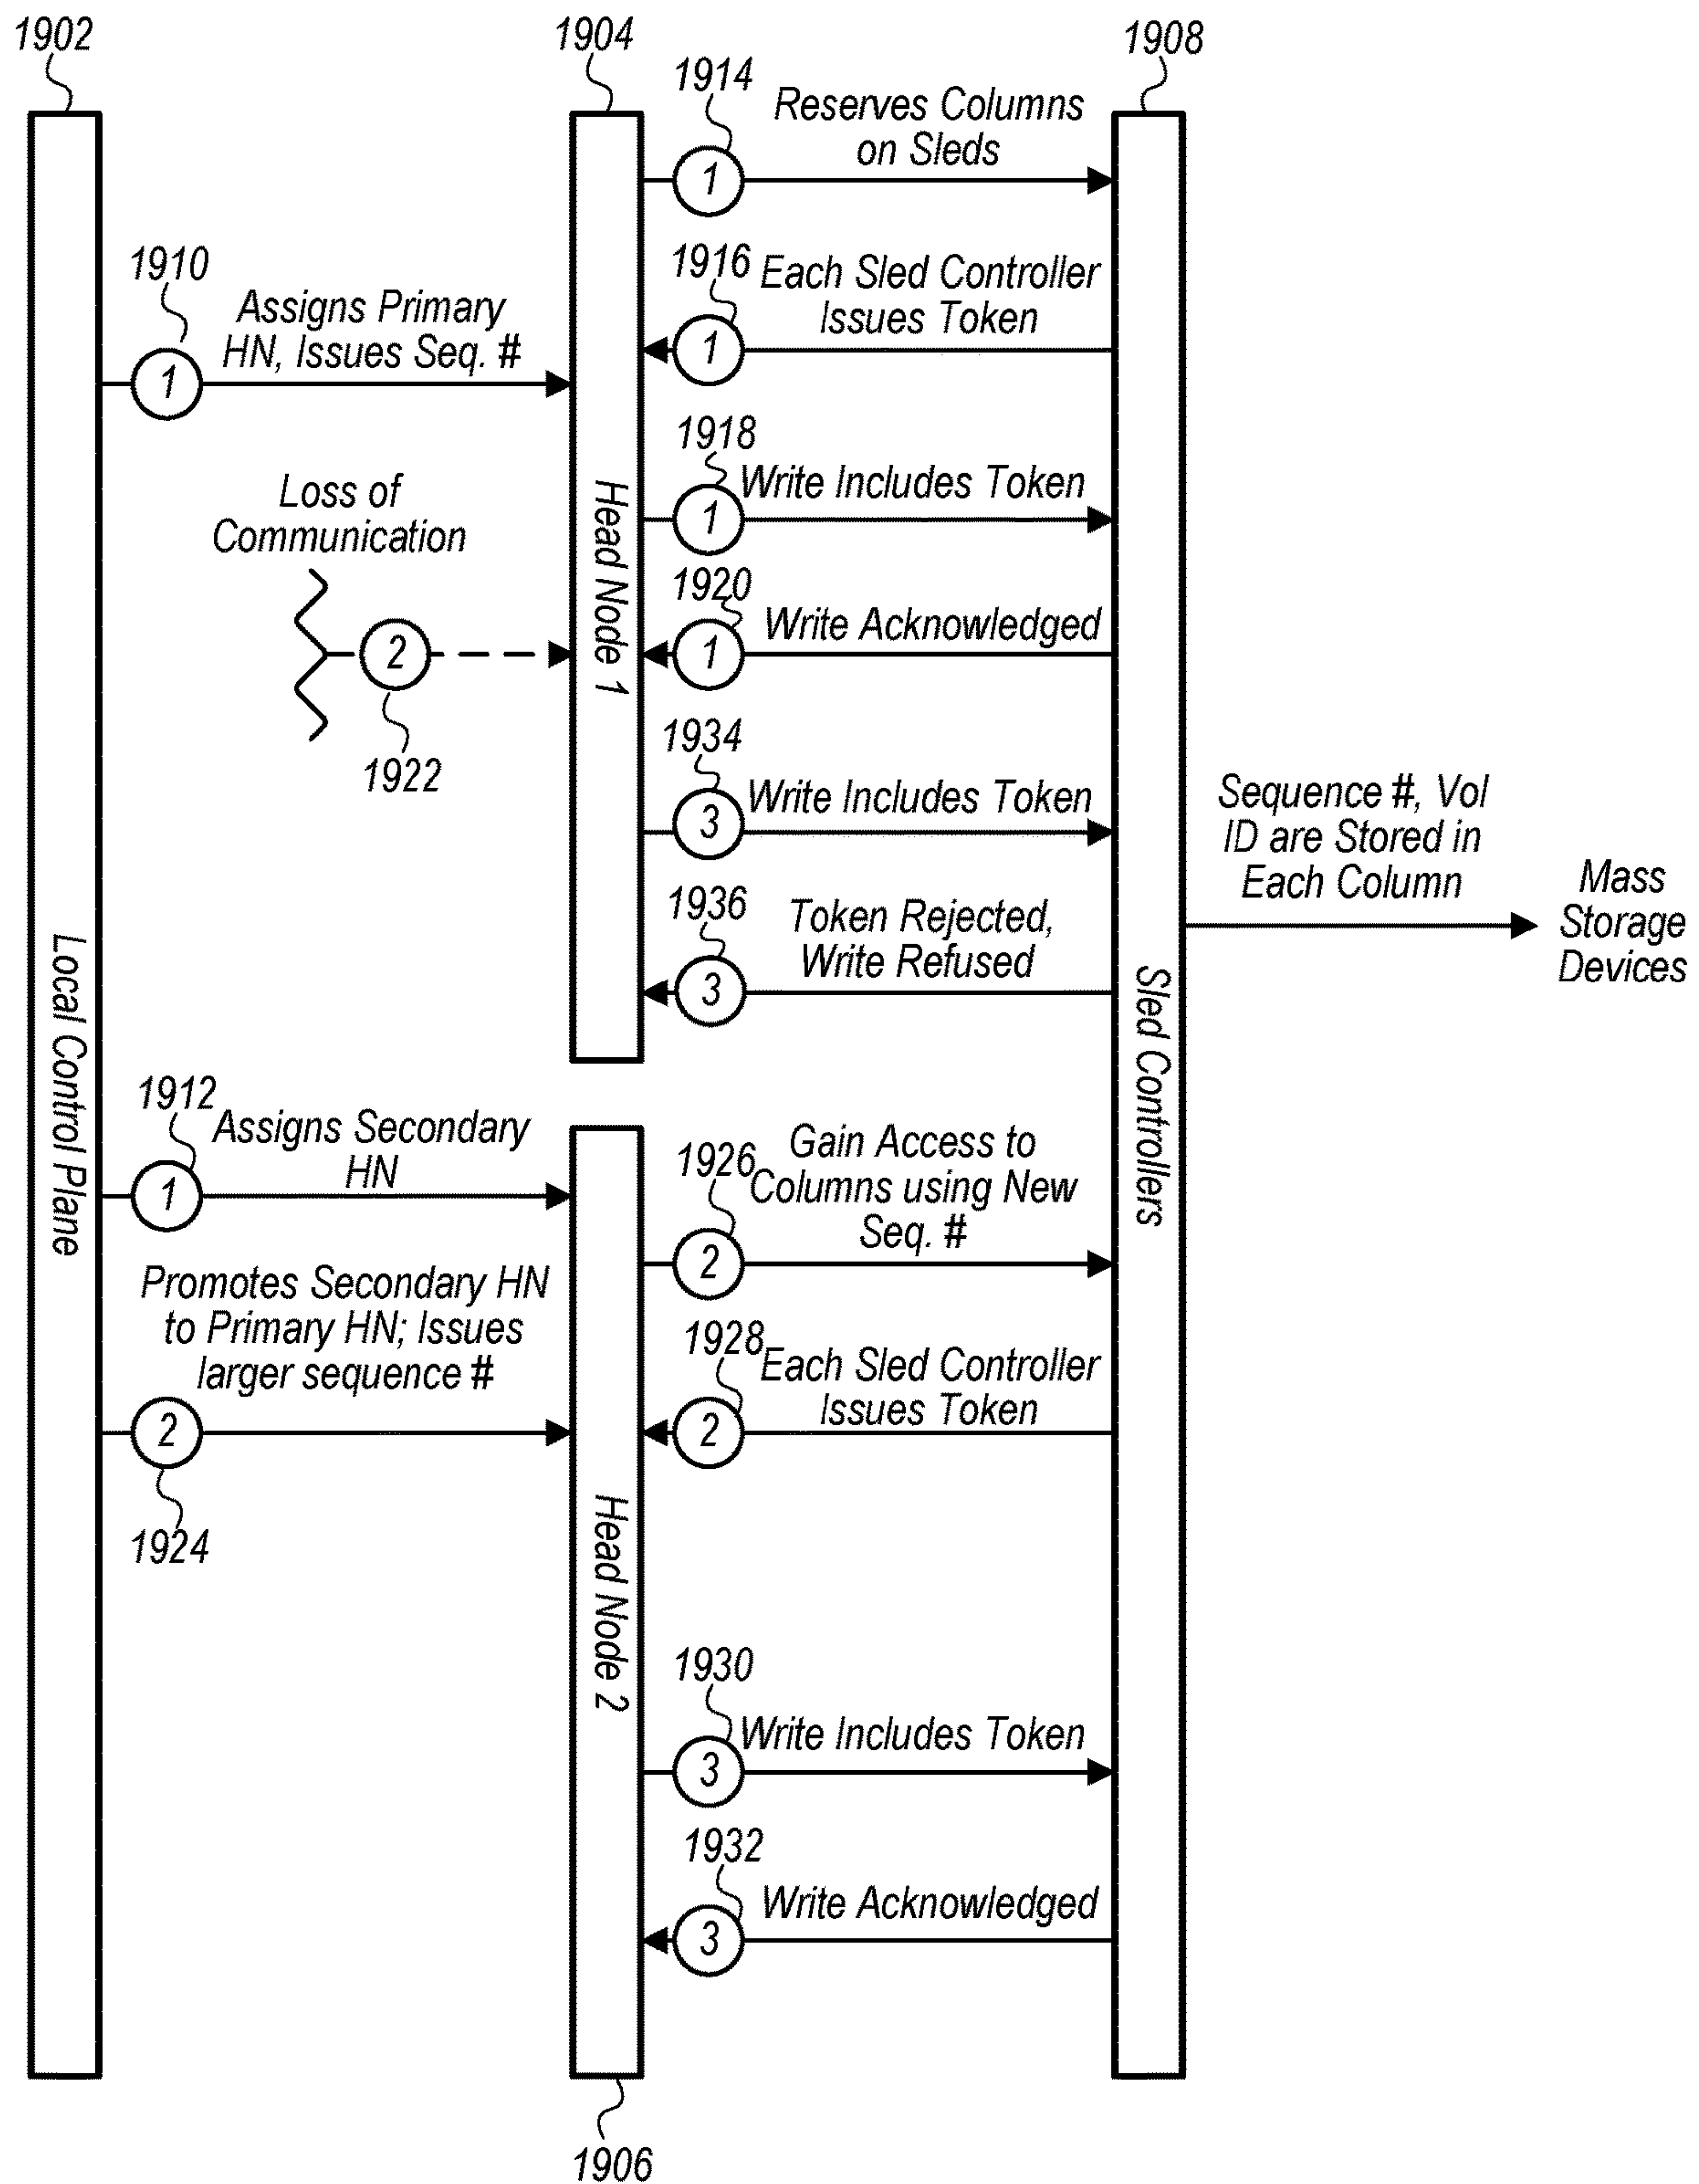 1902
1904
1908
1914
Reserves Columns
on Sleds
1
1910
Assigns Primary
HN, Issues Seq. #
1
1916
Each Sled Controller
Issues Token
1
1918
Write Includes Token
1
Loss of
Communication
2
1922
1920
Write Acknowledged
1
Head Node 1
1934
Write Includes Token
3
1936
Token Rejected,
Write Refused
3
Sequence #, Vol
ID are Stored in
Each Column
Mass
Storage
Devices
Local Control Plane
Sled Controllers
1912
Assigns Secondary
HN
1
1926
Gain Access to
Columns using New
Seq. #
2
Promotes Secondary HN
to Primary HN; Issues
larger sequence #
2
1924
1928
Each Sled Controller
Issues Token
2
Head Node 2
1930
Write Includes Token
3
1932
Write Acknowledged
3
1906